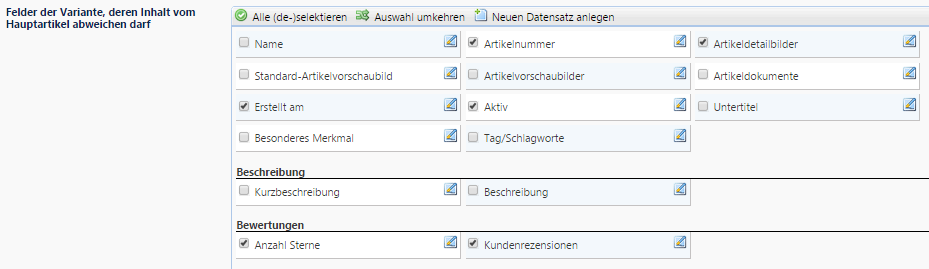 Felder der Variante, deren Inhalt vom
Hauptartikel abweichen darf
Alle (de-)selektieren Auswahl umkehren Neuen Datensatz anlegen
Name Artikelnummer Artikeldetailbilder
Standard-Artikelvorschaubild Artikelvorschaubilder Artikeldokumente
Erstellt am Aktiv Untertitel
Besonderes Merkmal Tag/Schlagworte
Beschreibung
Kurzbeschreibung Beschreibung
Bewertungen
Anzahl Sterne Kundenrezensionen